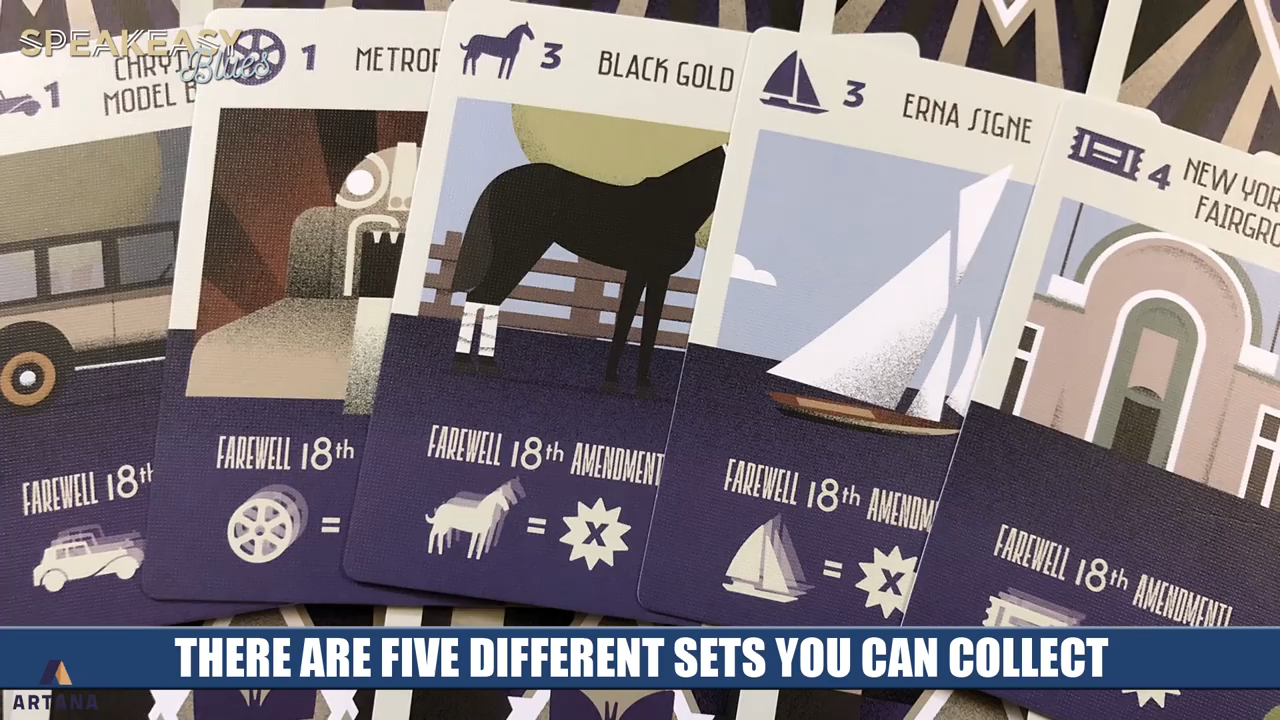 SPEAKEASY
Blues
1
MODEL B
1
3
BLACK GOLD
3
ERNA SIGNE
4
NEW YOR
FAIRGRO
FAREWELL 18th
FAREWELL 18th
=
FAREWELL 18th AMENDMENT
= X
FAREWELL 18th AMENDM
= X
FAREWELL 18th AMENDMENT!
THERE ARE FIVE DIFFERENT SETS YOU CAN COLLECT
ARTANA